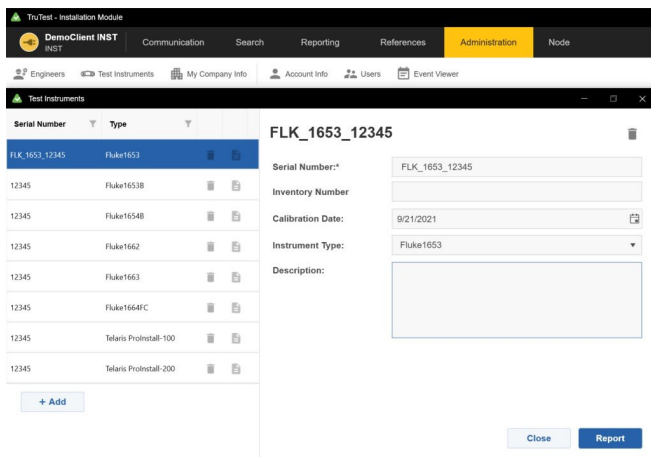 TruTest - Installation Module
DemoClient INST
INST
Communication
Search
Reporting
References
Administration
Node
Engineers
Test Instruments
My Company Info
Account Info
Users
Event Viewer
Test Instruments
Serial Number
Type
FLK_1653_12345 Fluke1653
12345 Fluke1653B
12345 Fluke1654B
12345 Fluke1662
12345 Fluke1663
12345 Fluke1664FC
12345 Telaris ProInstall-100
12345 Telaris ProInstall-200
+ Add
FLK_1653_12345
Serial Number:* FLK_1653_12345
Inventory Number
Calibration Date: 9/21/2021
Instrument Type: Fluke1653
Description:
Close
Report